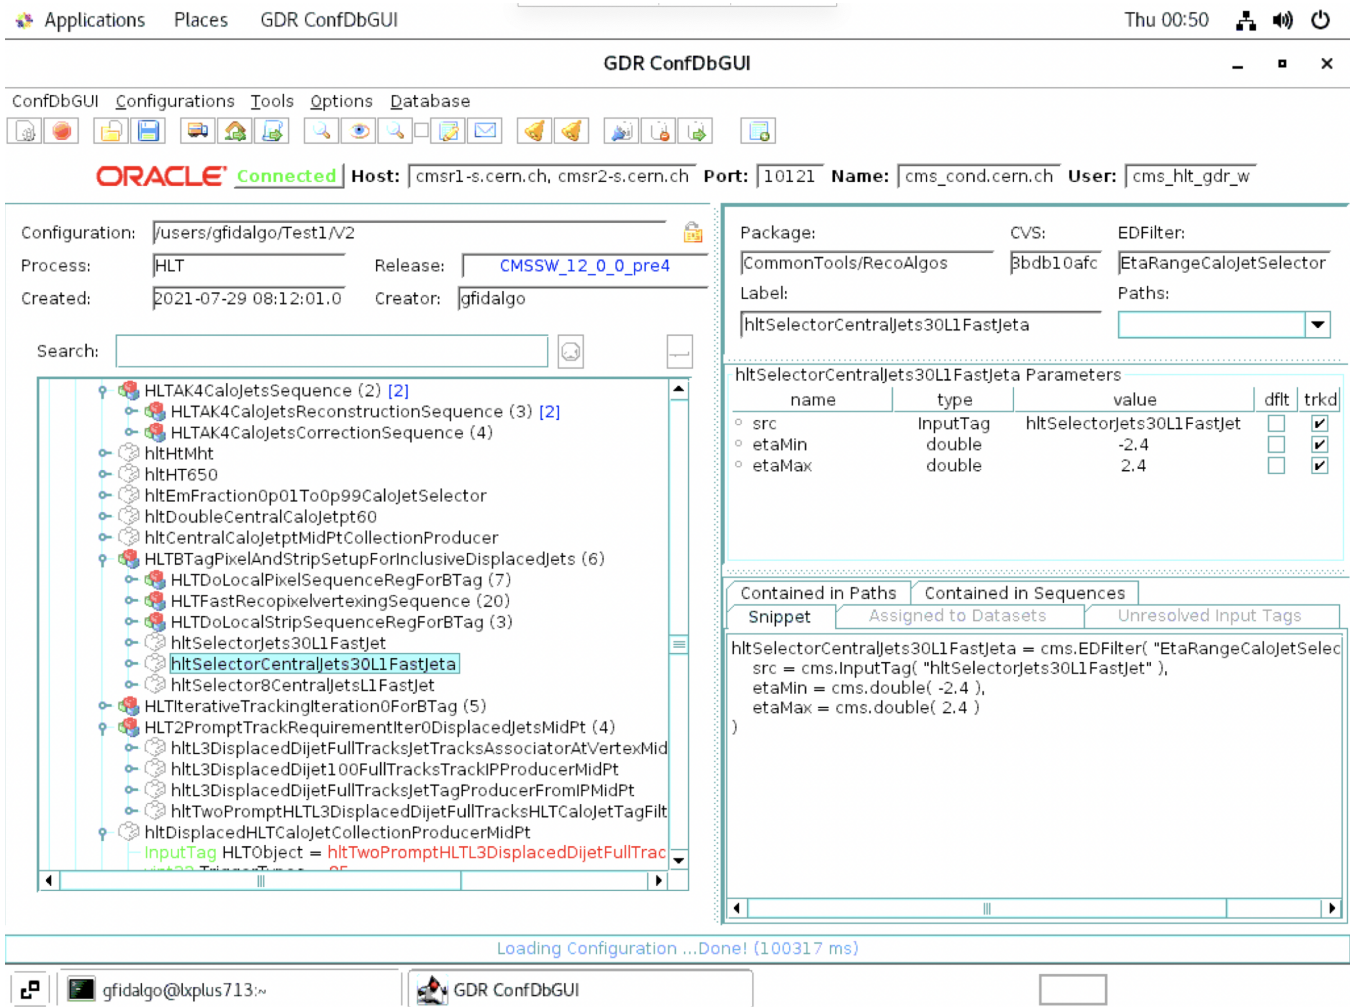 Applications Places GDR ConfDbGUI Thu 00:50
GDR ConfDbGUI
ConfDbGUI Configurations Tools Options Database
ORACLE Connected Host: cmsr1-s.cern.ch, cmsr2-s.cern.ch Port: 10121 Name: cms_cond.cern.ch User: cms_hlt_gdr_w
Configuration: /users/gfidalgo/Test1/V2
Process: HLT Release: CMSSW_12_0_0_pre4
Created: 2021-07-29 08:12:01.0 Creator: gfidalgo
Search:
HLTAK4CaloJetsSequence (2) [2]
HLTAK4CaloJetsReconstructionSequence (3) [2]
HLTAK4CaloJetsCorrectionSequence (4)
hltHtMht
hltHT650
hltEmFraction0p01To0p99CaloJetSelector
hltDoubleCentralCaloJetpt60
hltCentralCaloJetptMidPtCollectionProducer
HLTBTagPixelAndStripSetupForInclusiveDisplacedJets (6)
HLTDoLocalPixelSequenceRegForBTag (7)
HLTFastRecopixelvertexingSequence (20)
HLTDoLocalStripSequenceRegForBTag (3)
hltSelectorJets30L1FastJet
hltSelectorCentralJets30L1FastJeta
hltSelector8CentralJetsL1FastJet
HLTIterativeTrackingIteration0ForBTag (5)
HLT2PromptTrackRequirementIter0DisplacedJetsMidPt (4)
hltL3DisplacedDijetFullTracksJetTracksAssociatorAtVertexMid
hltL3DisplacedDijet100FullTracksTrackIPProducerMidPt
hltL3DisplacedDijetFullTracksJetTagProducerFromIPMidPt
hltTwoPromptHLTL3DisplacedDijetFullTracksHLTCaloJetTagFilt
hltDisplacedHLTCaloJetCollectionProducerMidPt
InputTag HLTObject = hltTwoPromptHLTL3DisplacedDijetFullTrac
Package: CVS: EDFilter:
CommonTools/RecoAlgos 3bdb10afc EtaRangeCaloJetSelector
Label: Paths:
hltSelectorCentralJets30L1FastJeta
hltSelectorCentralJets30L1FastJeta Parameters
name type value dflt trkd
src InputTag hltSelectorJets30L1FastJet
etaMin double -2.4
etaMax double 2.4
Contained in Paths Contained in Sequences
Snippet Assigned to Datasets Unresolved Input Tags
hltSelectorCentralJets30L1FastJeta = cms.EDFilter( "EtaRangeCaloJetSelec
src = cms.InputTag( "hltSelectorJets30L1FastJet" ),
etaMin = cms.double( -2.4 ),
etaMax = cms.double( 2.4 )
)
Loading Configuration ...Done! (100317 ms)
gfidalgo@lxplus713:~ GDR ConfDbGUI